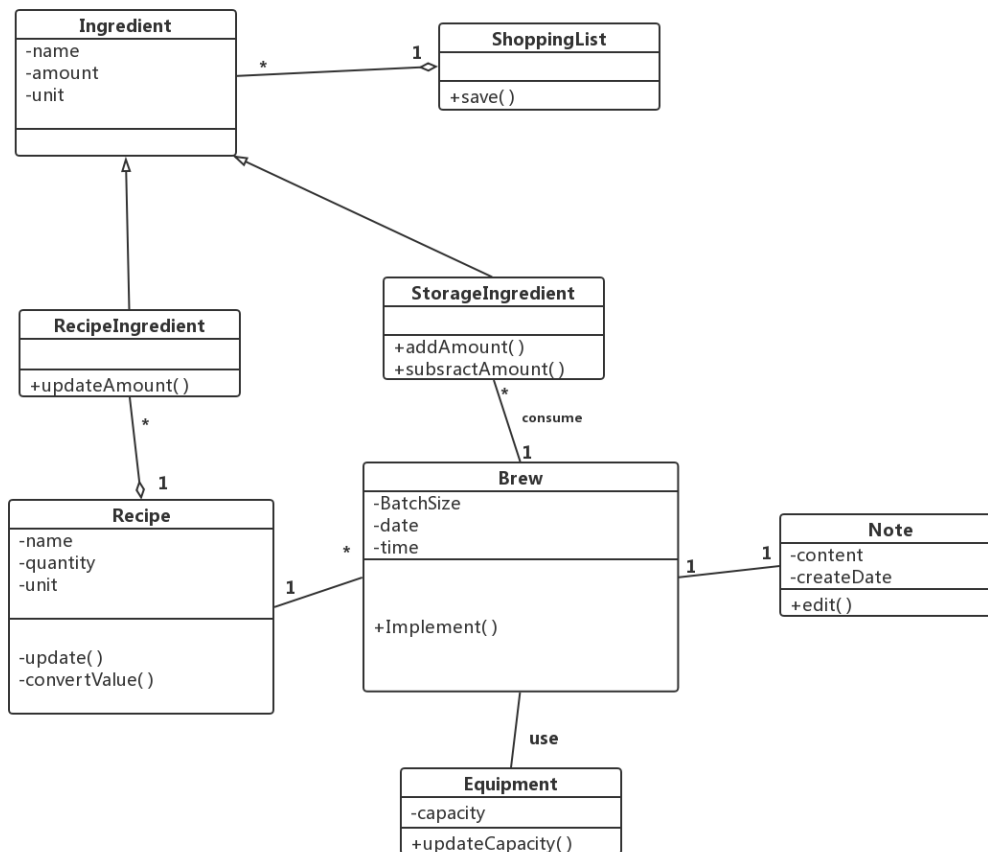 Ingredient
-name
-amount
-unit
*
1
ShoppingList
+save( )
RecipeIngredient
+updateAmount( )
StorageIngredient
+addAmount( )
+subsractAmount( )
*
consume
1
*
1
Recipe
-name
-quantity
-unit
-update( )
-convertValue( )
1
*
Brew
-BatchSize
-date
-time
+Implement( )
1
1
Note
-content
-createDate
+edit( )
use
Equipment
-capacity
+updateCapacity( )